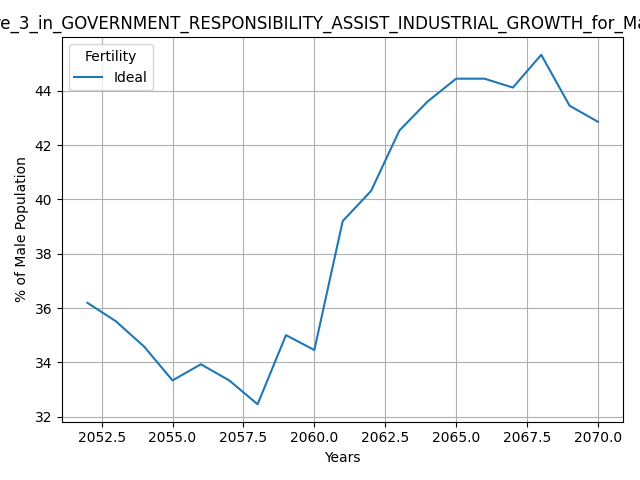 re_3_in_GOVERNMENT_RESPONSIBILITY_ASSIST_INDUSTRIAL_GROWTH_for_Ma
Fertility
Ideal
% of Male Population
44
42
40
38
36
34
32
2052.5 2055.0 2057.5 2060.0 2062.5 2065.0 2067.5 2070.0
Years